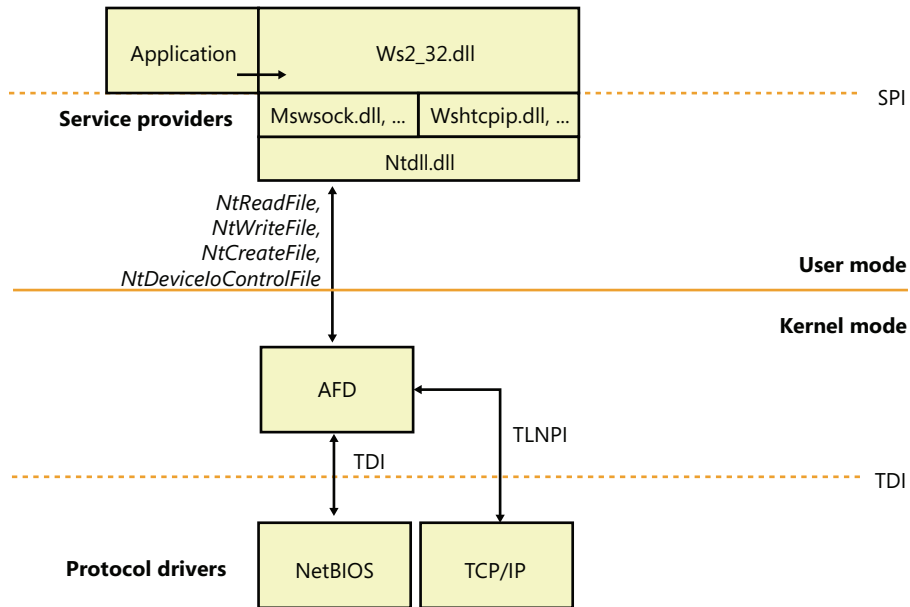 Application
Ws2_32.dll
SPI
Service providers
Mswsock.dll, ...
Wshtcpip.dll, ...
Ntdll.dll
NtReadFile,
NtWriteFile,
NtCreateFile,
NtDeviceIoControlFile
User mode
Kernel mode
AFD
TLNPI
TDI
TDI
Protocol drivers
NetBIOS
TCP/IP